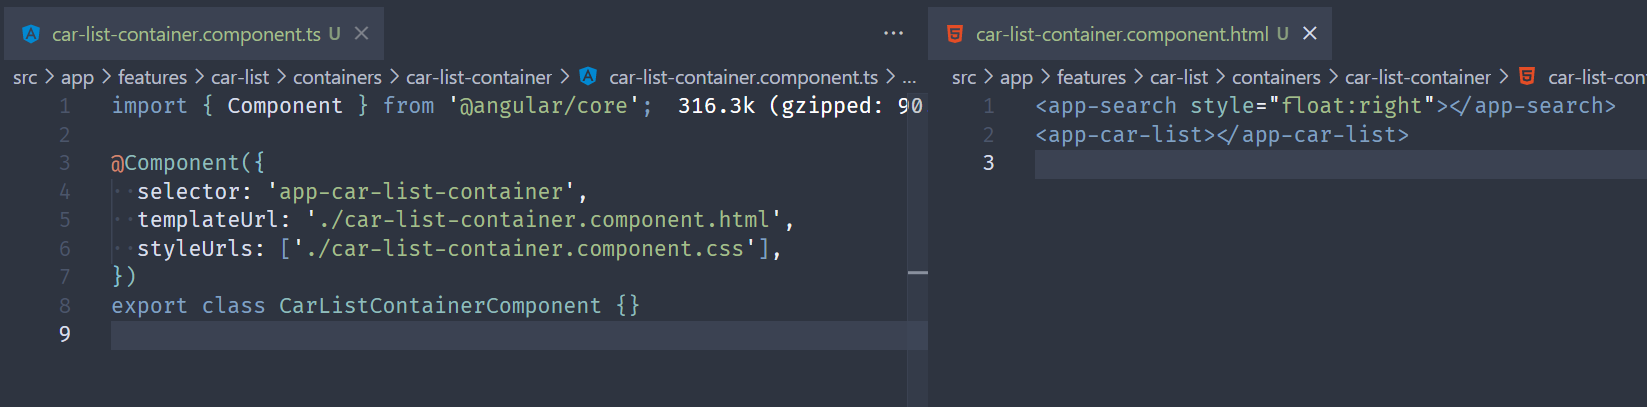 car-list-container.component.ts U ×
src > app > features > car-list > containers > car-list-container > car-list-container.component.ts > ...
1 import { Component } from '@angular/core'; 316.3k (gzipped: 90
2
3 @Component({
4 selector: 'app-car-list-container',
5 templateUrl: './car-list-container.component.html',
6 styleUrls: ['./car-list-container.component.css'],
7 })
8 export class CarListContainerComponent {}
9
car-list-container.component.html U ×
src > app > features > car-list > containers > car-list-container > car-list-con
1 <app-search style="float:right"></app-search>
2 <app-car-list></app-car-list>
3